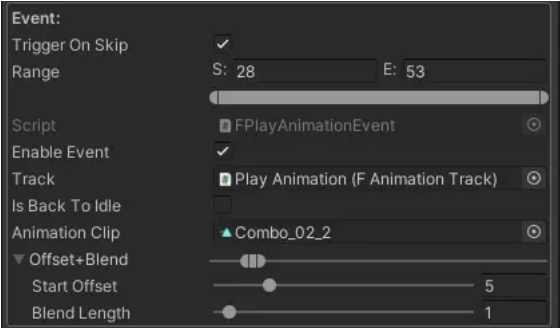 Event:
Trigger On Skip
Range S: 28 E: 53
Script FPlayAnimationEvent
Enable Event
Track Play Animation (F Animation Track)
Is Back To Idle
Animation Clip Combo_02_2
Offset+Blend
Start Offset 5
Blend Length 1